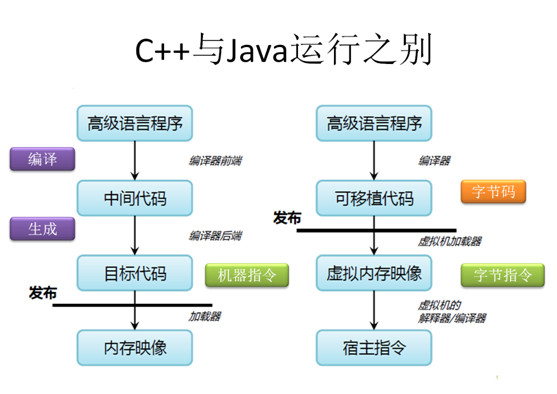 C++与Java运行之别
高级语言程序
编译
编译器前端
中间代码
生成
编译器后端
目标代码
机器指令
发布
加载器
内存映像
高级语言程序
编译器
可移植代码
字节码
发布
虚拟机加载器
虚拟内存映像
字节指令
虚拟机的
解释器/编译器
宿主指令